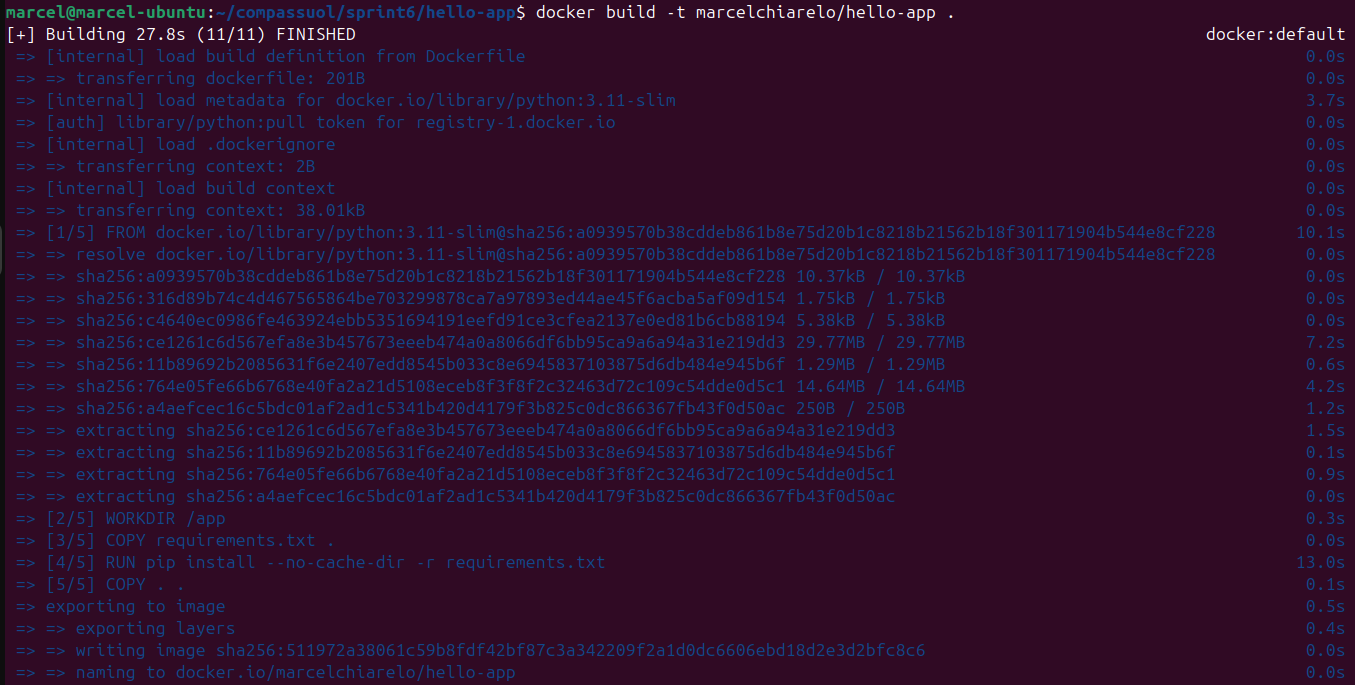 marcel@marcel-ubuntu:~/compassuol/sprint6/hello-app$ docker build -t marcelchiarelo/hello-app .
[+] Building 27.8s (11/11) FINISHED docker:default
=> [internal] load build definition from Dockerfile 0.0s
=> => transferring dockerfile: 201B 0.0s
=> [internal] load metadata for docker.io/library/python:3.11-slim 3.7s
=> [auth] library/python:pull token for registry-1.docker.io 0.0s
=> [internal] load .dockerignore 0.0s
=> => transferring context: 2B 0.0s
=> [internal] load build context 0.0s
=> => transferring context: 38.01kB 0.0s
=> [1/5] FROM docker.io/library/python:3.11-slim@sha256:a0939570b38cddeb861b8e75d20b1c8218b21562b18f301171904b544e8cf228 10.1s
=> => resolve docker.io/library/python:3.11-slim@sha256:a0939570b38cddeb861b8e75d20b1c8218b21562b18f301171904b544e8cf228 0.0s
=> => sha256:a0939570b38cddeb861b8e75d20b1c8218b21562b18f301171904b544e8cf228 10.37kB / 10.37kB 0.0s
=> => sha256:316d89b74c4d467565864be703299878ca7a97893ed44ae45f6acba5af09d154 1.75kB / 1.75kB 0.0s
=> => sha256:c4640ec0986fe463924ebb5351694191eefd91ce3cfea2137e0ed81b6cb88194 5.38kB / 5.38kB 0.0s
=> => sha256:ce1261c6d567efa8e3b457673eeeb474a0a8066df6bb95ca9a6a94a31e219dd3 29.77MB / 29.77MB 7.2s
=> => sha256:11b89692b2085631f6e2407edd8545b033c8e6945837103875d6db484e945b6f 1.29MB / 1.29MB 0.6s
=> => sha256:764e05fe66b6768e40fa2a21d5108eceb8f3f8f2c32463d72c109c54dde0d5c1 14.64MB / 14.64MB 4.2s
=> => sha256:a4aefcec16c5bdc01af2ad1c5341b420d4179f3b825c0dc866367fb43f0d50ac 250B / 250B 1.2s
=> => extracting sha256:ce1261c6d567efa8e3b457673eeeb474a0a8066df6bb95ca9a6a94a31e219dd3 1.5s
=> => extracting sha256:11b89692b2085631f6e2407edd8545b033c8e6945837103875d6db484e945b6f 0.1s
=> => extracting sha256:764e05fe66b6768e40fa2a21d5108eceb8f3f8f2c32463d72c109c54dde0d5c1 0.9s
=> => extracting sha256:a4aefcec16c5bdc01af2ad1c5341b420d4179f3b825c0dc866367fb43f0d50ac 0.0s
=> [2/5] WORKDIR /app 0.3s
=> [3/5] COPY requirements.txt . 0.0s
=> [4/5] RUN pip install --no-cache-dir -r requirements.txt 13.0s
=> [5/5] COPY . . 0.1s
=> exporting to image 0.5s
=> => exporting layers 0.4s
=> => writing image sha256:511972a38061c59b8fdf42bf87c3a342209f2a1d0dc6606ebd18d2e3d2bfc8c6 0.0s
=> => naming to docker.io/marcelchiarelo/hello-app 0.0s